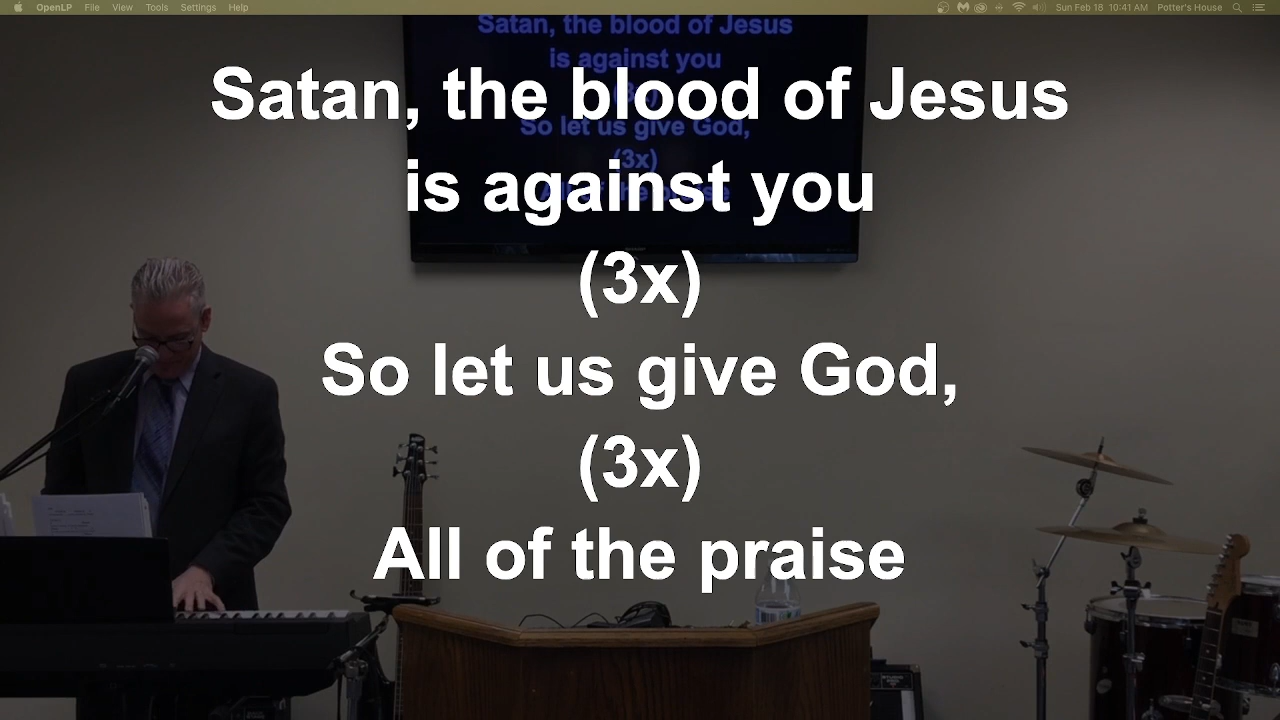 OpenLP File View Tools Settings Help
Sun Feb 18 10:41 AM Potter's House
Satan, the blood of Jesus
is against you
(3x)
So let us give God,
(3x)
All of the praise
Satan, the blood of Jesus
is against you
So let us give God,
(3x)